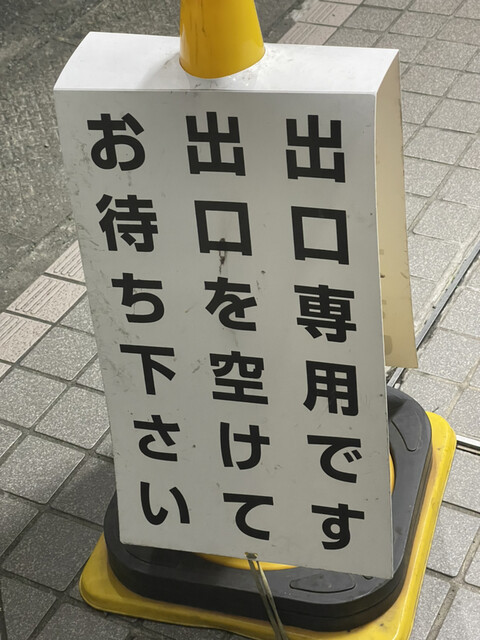 出口専用です
出口を空けて
お待ち下さい